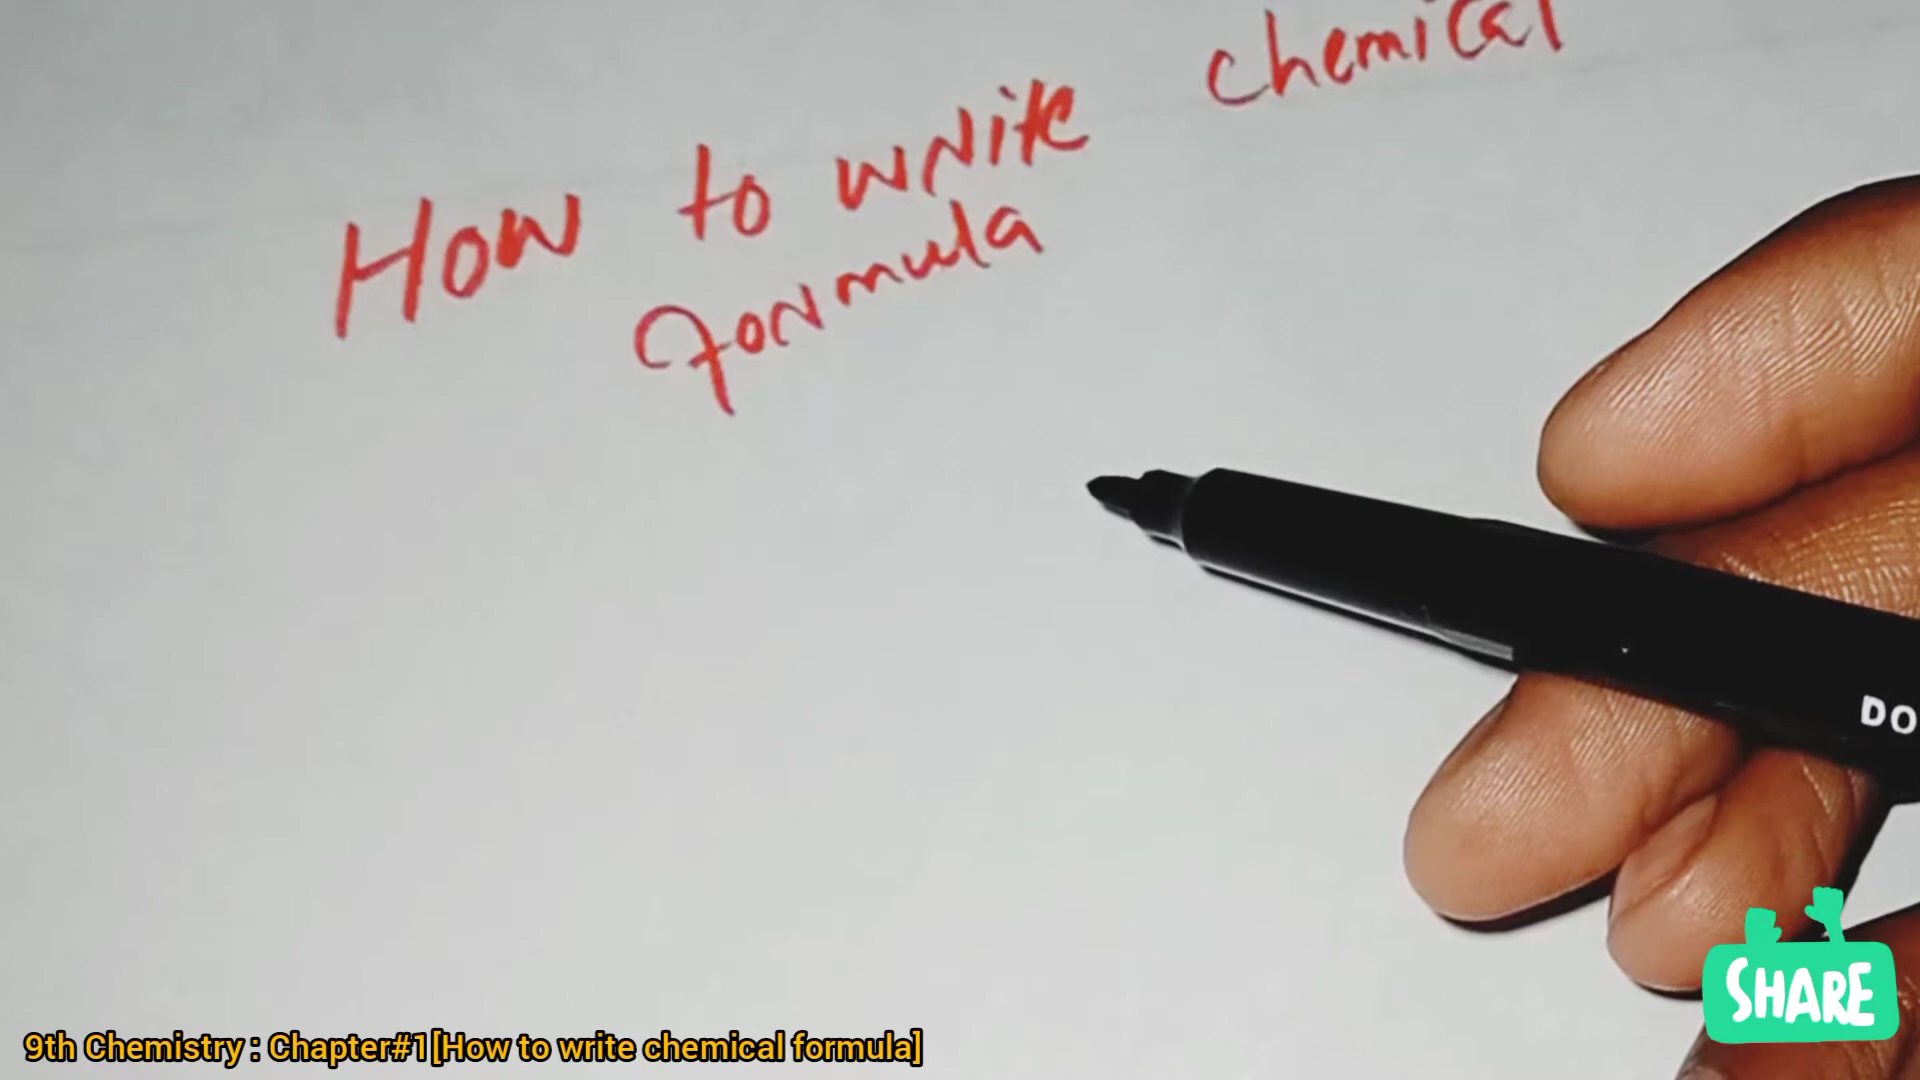 How to write chemical
formula
DO
SHARE
9th Chemistry : Chapter#1[How to write chemical formula]